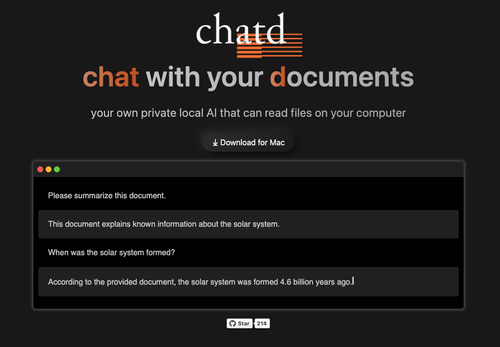 chatd
chat with your documents
your own private local AI that can read files on your computer
Download for Mac
Please summarize this document.
This document explains known information about the solar system.
When was the solar system formed?
According to the provided document, the solar system was formed 4.6 billion years ago.
Star 214